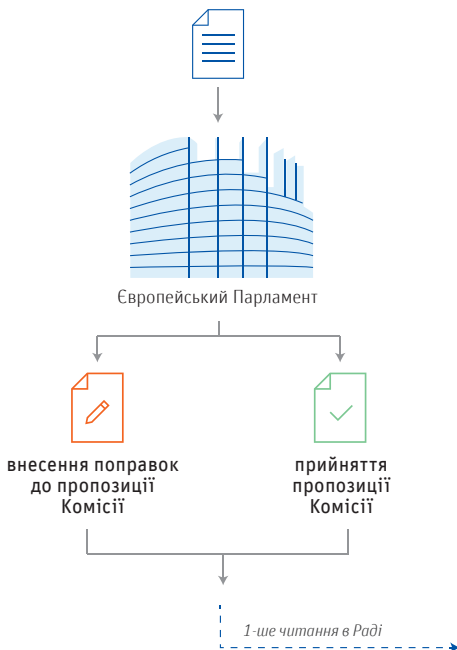 Європейський Парламент
внесення поправок
до пропозиції
Комісії
прийняття
пропозиції
Комісії
1-ше читання в Раді